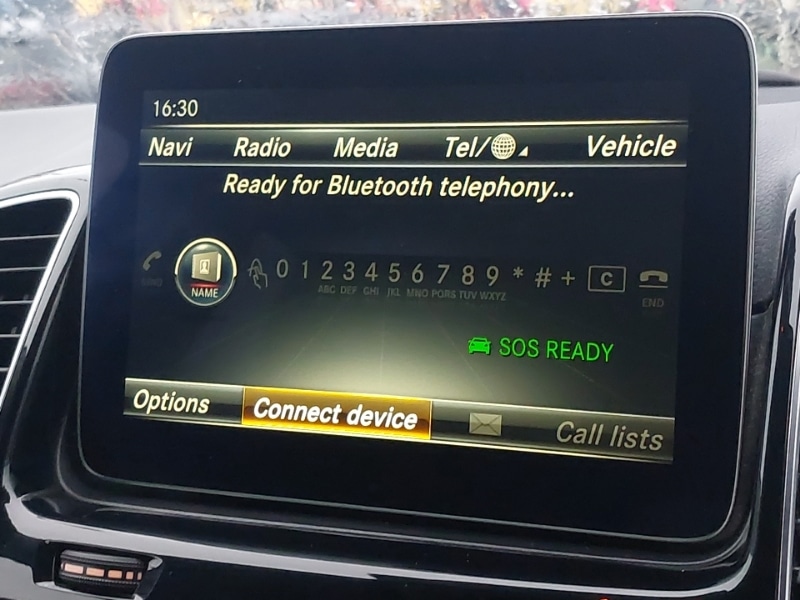 16:30
Navi Radio Media Tel/ Vehicle
Ready for Bluetooth telephony...
SEND NAME 0 1 2 3 4 5 6 7 8 9 * # + C END
ABC DEF GHI JKL MNO PQRS TUV WXYZ
SOS READY
Options Connect device Call lists